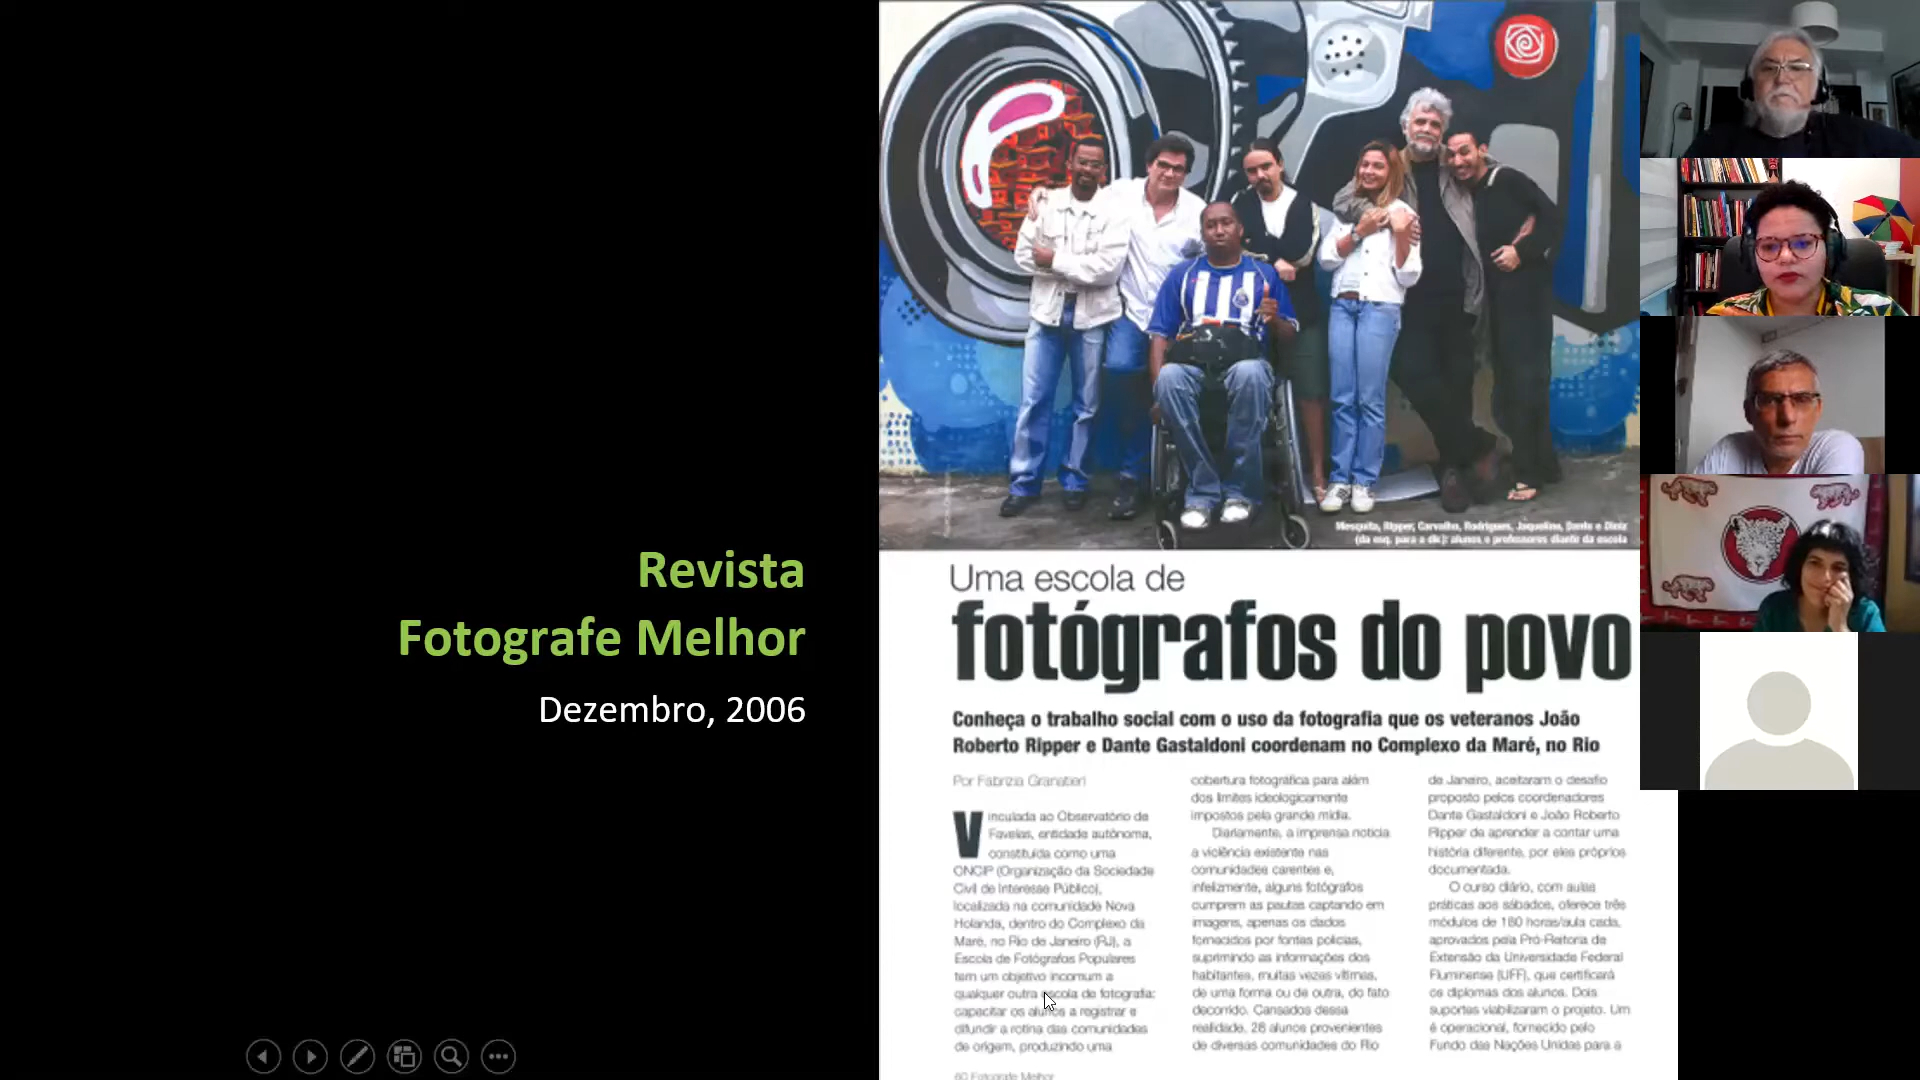 Revista
Fotografe Melhor
Dezembro, 2006
Mesquita, Ripper, Carvalho, Rodrigues, Jaqueline, Dante e Diniz
(da esq. para a dir): alunos e professores diante da escola
Uma escola de
fotógrafos do povo
Conheça o trabalho social com o uso da fotografia que os veteranos João
Roberto Ripper e Dante Gastaldoni coordenam no Complexo da Maré, no Rio
Por Fabrizia Granatieri
Vinculada ao Observatório de
Favelas, entidade autônoma,
constituída como uma
ONCIP (Organização da Sociedade
Civil de Interesse Público),
localizada na comunidade Nova
Holanda, dentro do Complexo da
Maré, no Rio de Janeiro (RJ), a
Escola de Fotógrafos Populares
tem um objetivo incomum a
qualquer outra escola de fotografia:
capacitar os alunos a registrar e
difundir a rotina das comunidades
de origem, produzindo uma
cobertura fotográfica para além
dos limites ideologicamente
impostos pela grande mídia.
Diariamente, a imprensa noticia
a violência existente nas
comunidades carentes e,
infelizmente, alguns fotógrafos
cumprem as pautas captando em
imagens, apenas os dados
fornecidos por fontes policias,
suprimindo as informações dos
habitantes, muitas vezes vítimas,
de uma forma ou de outra, do fato
decorrido. Cansados dessa
realidade, 28 alunos provenientes
de diversas comunidades do Rio
de Janeiro, aceitaram o desafio
proposto pelos coordenadores
Dante Gastaldoni e João Roberto
Ripper de aprender a contar uma
história diferente, por eles próprios
documentada.
O curso diário, com aulas
práticas aos sábados, oferece três
módulos de 180 horas/aula cada,
aprovados pela Pró-Reitoria de
Extensão da Universidade Federal
Fluminense (UFF), que certificará
os diplomas dos alunos. Dois
suportes viabilizaram o projeto. Um
é operacional, fornecido pelo
Fundo das Nações Unidas para a
60 Fotografe Melhor